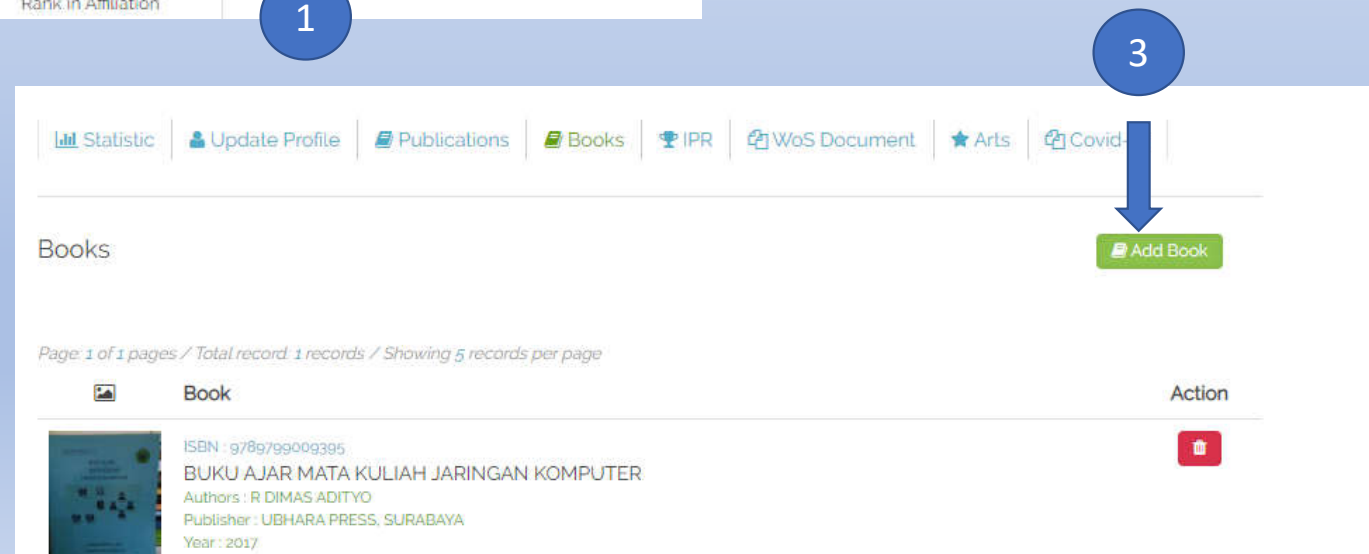 Rank in Affiliation
1
3
Statistic Update Profile Publications Books IPR WoS Document Arts Covid-
Books
Add Book
Page: 1 of 1 pages / Total record: 1 records / Showing 5 records per page
Book Action
ISBN : 9789799009395
BUKU AJAR MATA KULIAH JARINGAN KOMPUTER
Authors : R DIMAS ADITYO
Publisher : UBHARA PRESS, SURABAYA
Year : 2017